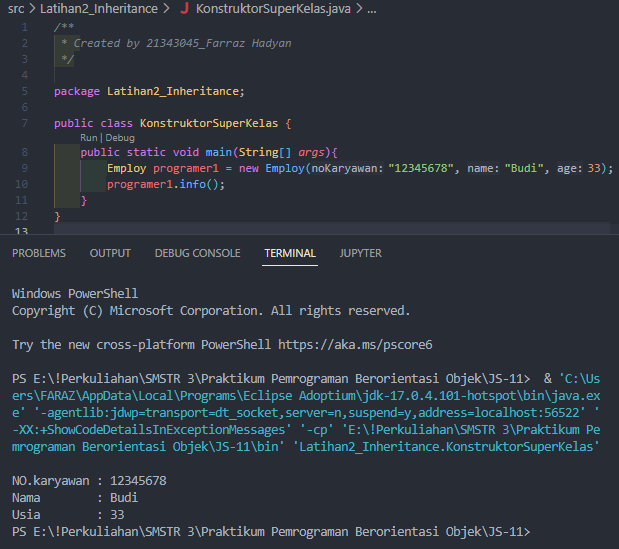 src > Latihan2_Inheritance > J KonstruktorSuperKelas.java > ...
1 /**
2 * Created by 21343045_Farraz Hadyan
3 */
4
5 package Latihan2_Inheritance;
6
7 public class KonstruktorSuperKelas {
Run | Debug
8 public static void main(String[] args){
9 Employ programer1 = new Employ(noKaryawan: "12345678", name: "Budi", age: 33);
10 programer1.info();
11 }
12 }
13
PROBLEMS OUTPUT DEBUG CONSOLE TERMINAL JUPYTER
Windows PowerShell
Copyright (C) Microsoft Corporation. All rights reserved.
Try the new cross-platform PowerShell https://aka.ms/pscore6
PS E:\!Perkuliahan\SMSTR 3\Praktikum Pemrograman Berorientasi Objek\JS-11> & 'C:\Us
ers\FARAZ\AppData\Local\Programs\Eclipse Adoptium\jdk-17.0.4.101-hotspot\bin\java.ex
e' '-agentlib:jdwp=transport=dt_socket,server=n,suspend=y,address=localhost:56522' '
-XX:+ShowCodeDetailsInExceptionMessages' '-cp' 'E:\!Perkuliahan\SMSTR 3\Praktikum Pe
mrograman Berorientasi Objek\JS-11\bin' 'Latihan2_Inheritance.KonstruktorSuperKelas'
NO.karyawan : 12345678
Nama : Budi
Usia : 33
PS E:\!Perkuliahan\SMSTR 3\Praktikum Pemrograman Berorientasi Objek\JS-11>